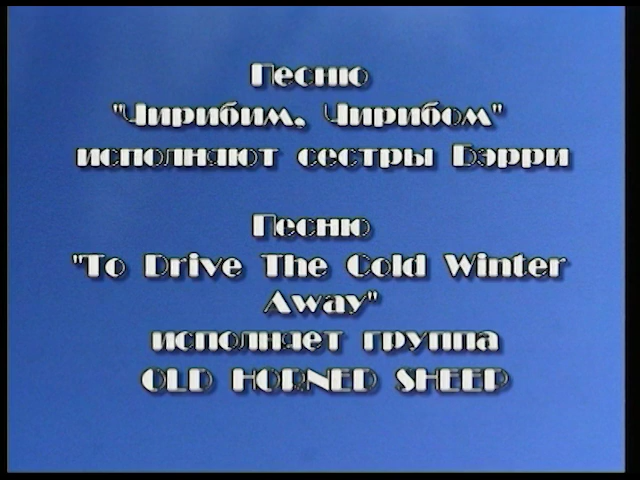 Песню
"Чирибим, Чирибом"
исполняют сестры Бэрри
Песню
"To Drive The Cold Winter
Away"
исполняет группа
OLD HORNED SHEEP